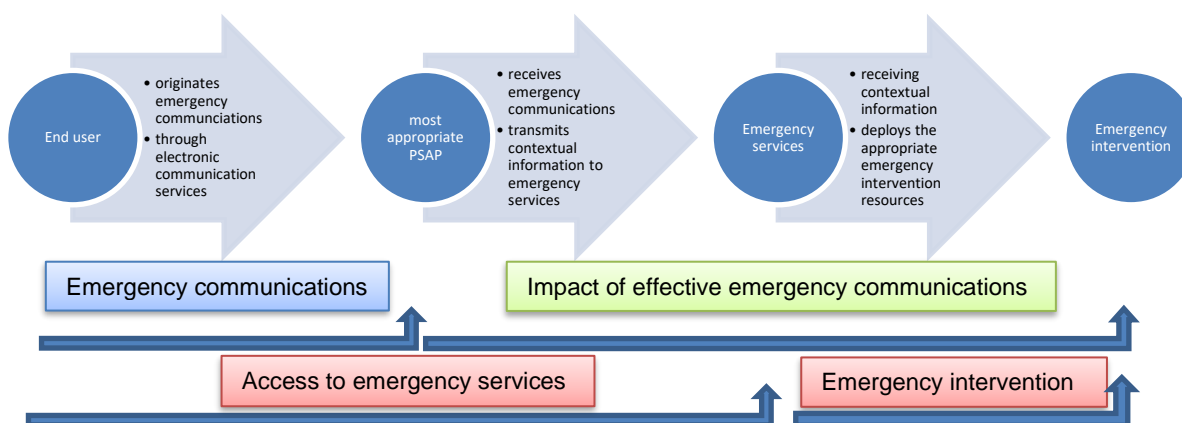 End user
• originates
emergency
communciations
• through
electronic
communication
services
most
appropriate
PSAP
• receives
emergency
communications
• transmits
contextual
information to
emergency
services
Emergency
services
• receiving
contextual
information
• deploys the
appropriate
emergency
intervention
resources
Emergency
intervention
Emergency communications
Impact of effective emergency communications
Access to emergency services
Emergency intervention